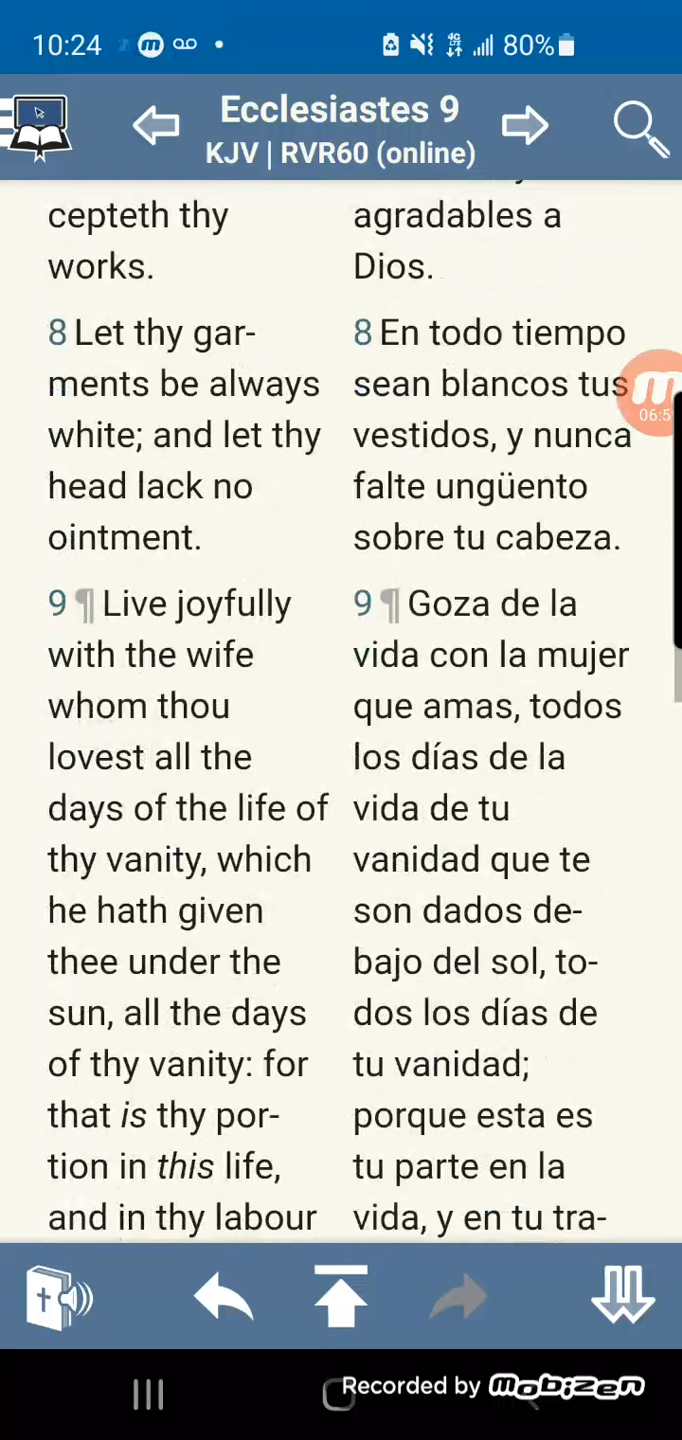 10:24
80%
Ecclesiastes 9
KJV | RVR60 (online)
cepteth thy
works.
8 Let thy gar-
ments be always
white; and let thy
head lack no
ointment.
9 ¶ Live joyfully
with the wife
whom thou
lovest all the
days of the life of
thy vanity, which
he hath given
thee under the
sun, all the days
of thy vanity: for
that is thy por-
tion in this life,
and in thy labour
agradables a
Dios.
8 En todo tiempo
sean blancos tus
vestidos, y nunca
falte ungüento
sobre tu cabeza.
9 ¶ Goza de la
vida con la mujer
que amas, todos
los días de la
vida de tu
vanidad que te
son dados de-
bajo del sol, to-
dos los días de
tu vanidad;
porque esta es
tu parte en la
vida, y en tu tra-
06:5
Recorded by Mobizen